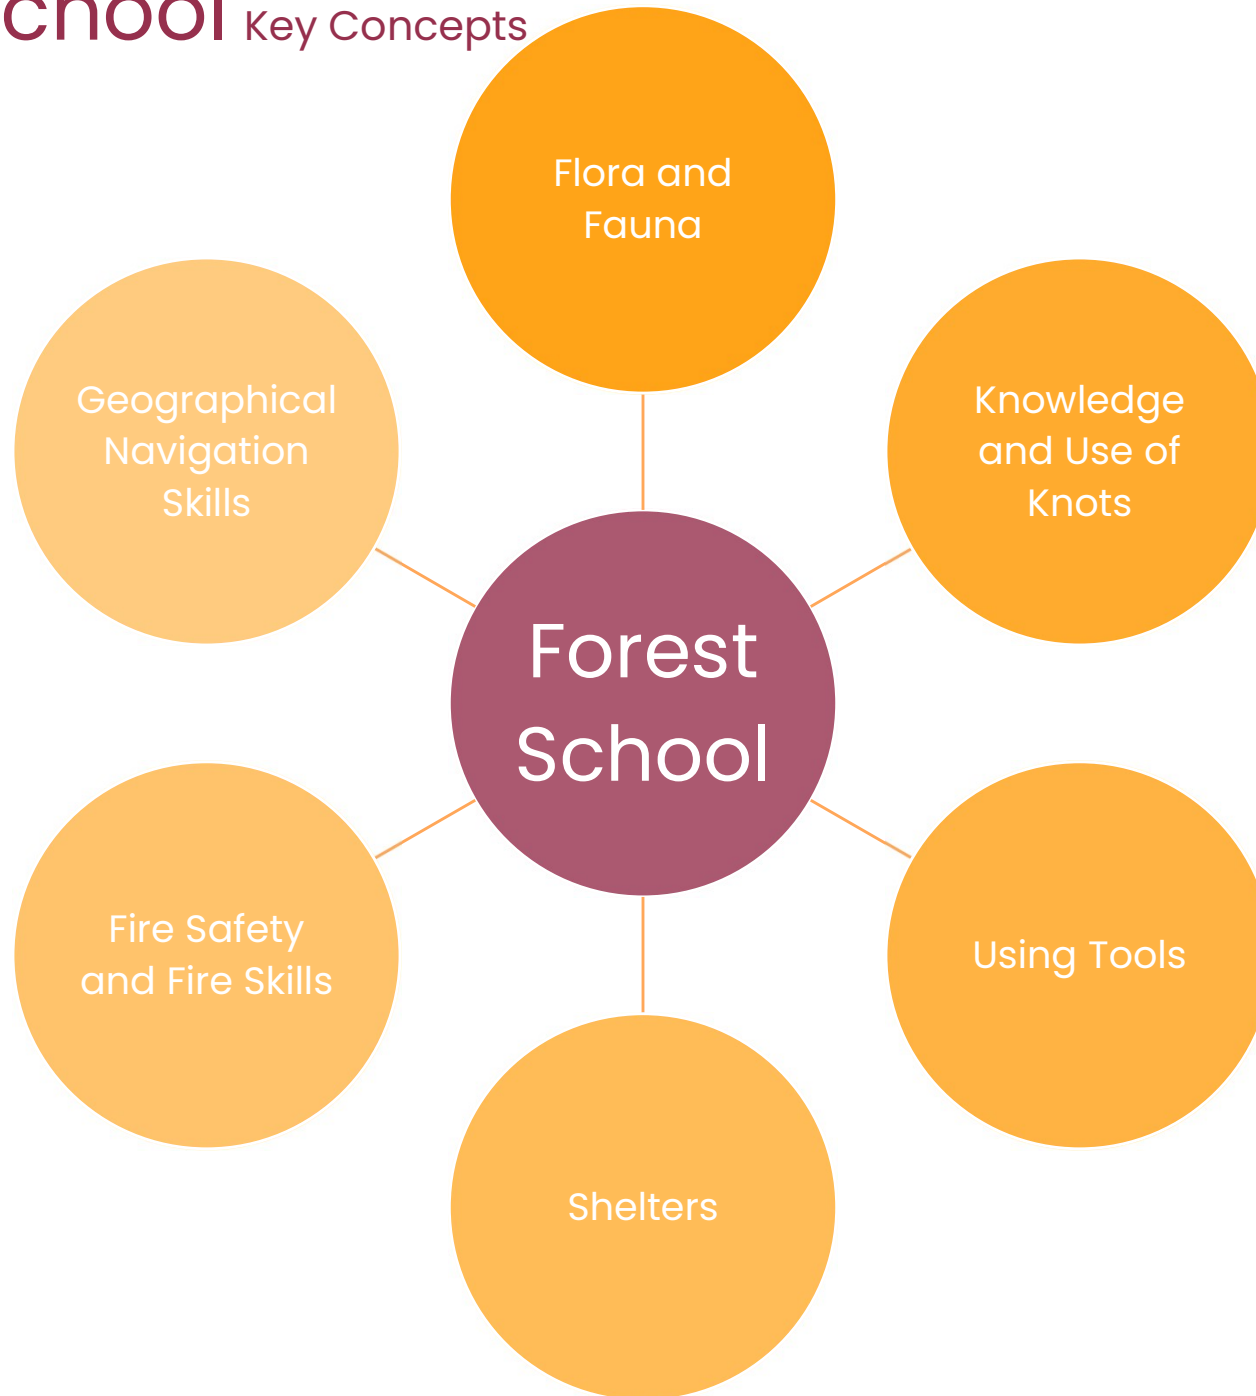 chool Key Concepts
Flora and
Fauna
Knowledge
and Use of
Knots
Using Tools
Shelters
Fire Safety
and Fire Skills
Geographical
Navigation
Skills
Forest
School